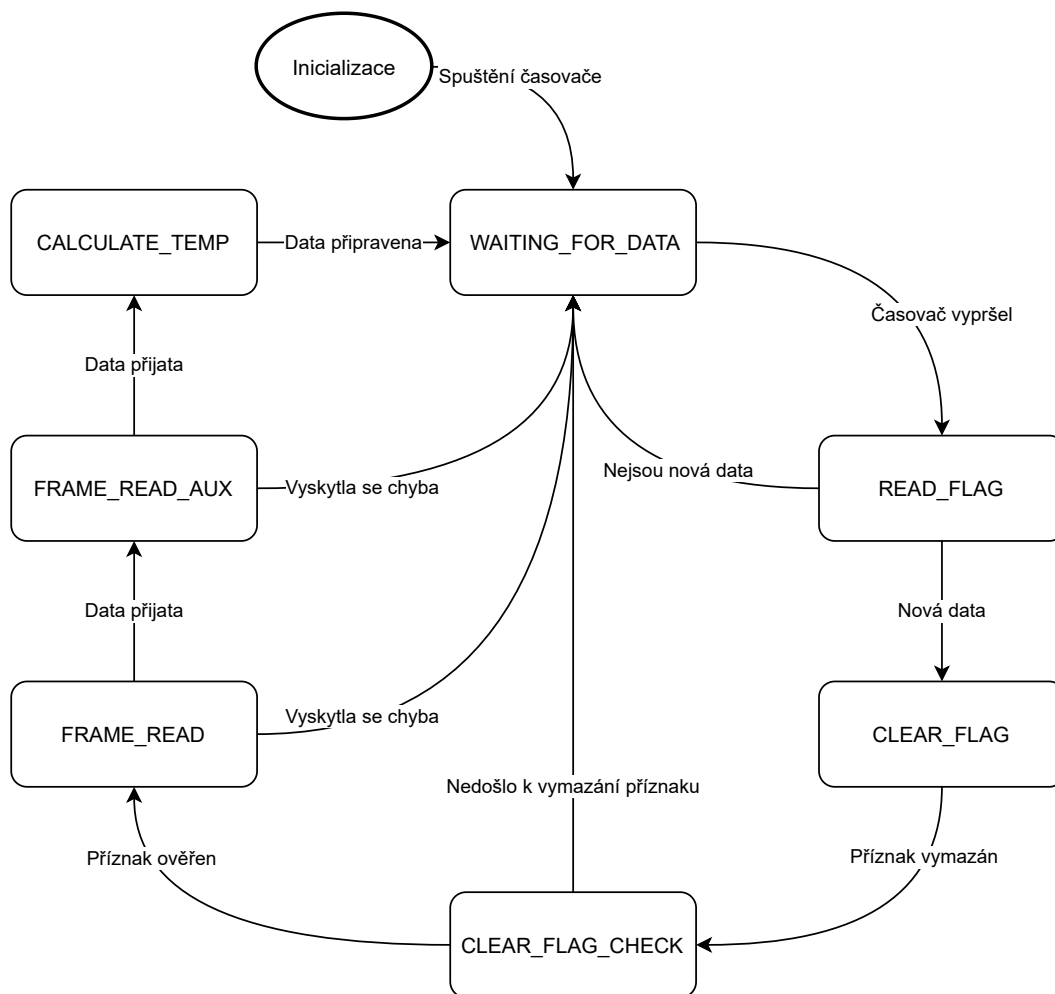 Inicializace
Spuštění časovače
CALCULATE_TEMP
Data připravena
WAITING_FOR_DATA
Časovač vypršel
Data přijata
FRAME_READ_AUX
Vyskytla se chyba
Nejsou nová data
READ_FLAG
Data přijata
Nová data
FRAME_READ
Vyskytla se chyba
CLEAR_FLAG
Nedošlo k vymazání příznaku
Příznak ověřen
Příznak vymazán
CLEAR_FLAG_CHECK